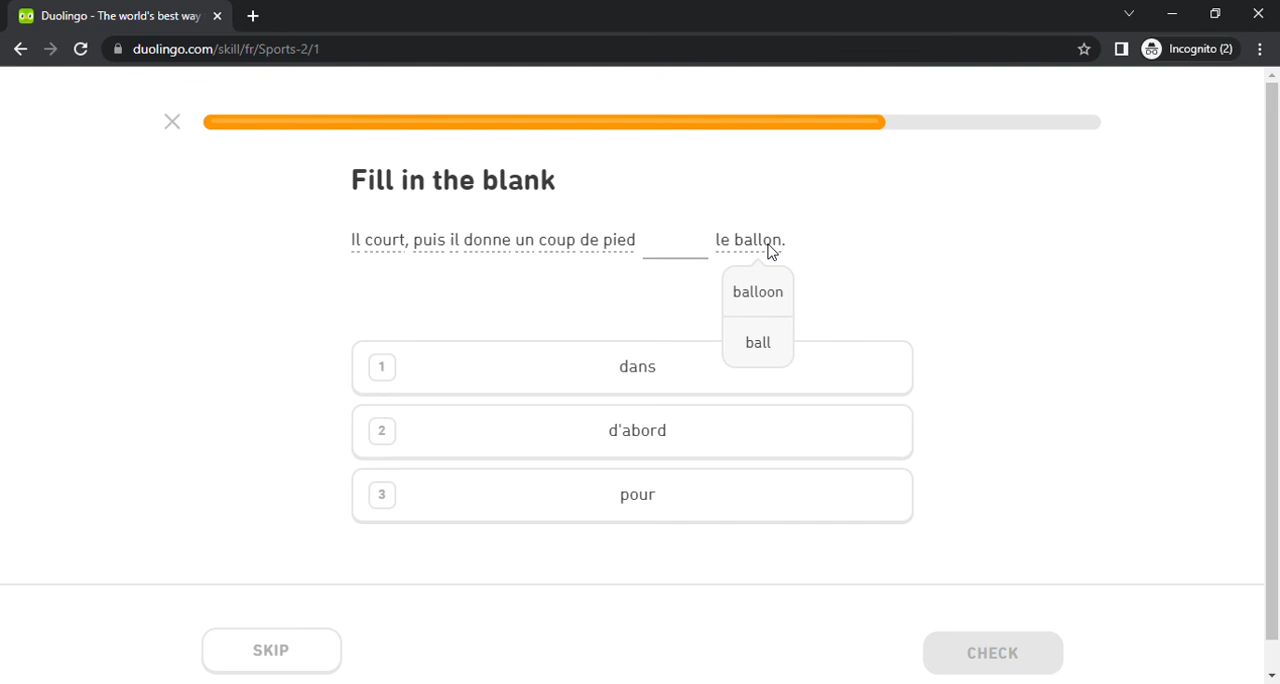 Duolingo - The world's best way
duolingo.com/skill/fr/Sports-2/1
Incognito (2)
Fill in the blank
Il court, puis il donne un coup de pied ______ le ballon.
balloon
ball
1 dans
2 d'abord
3 pour
SKIP
CHECK